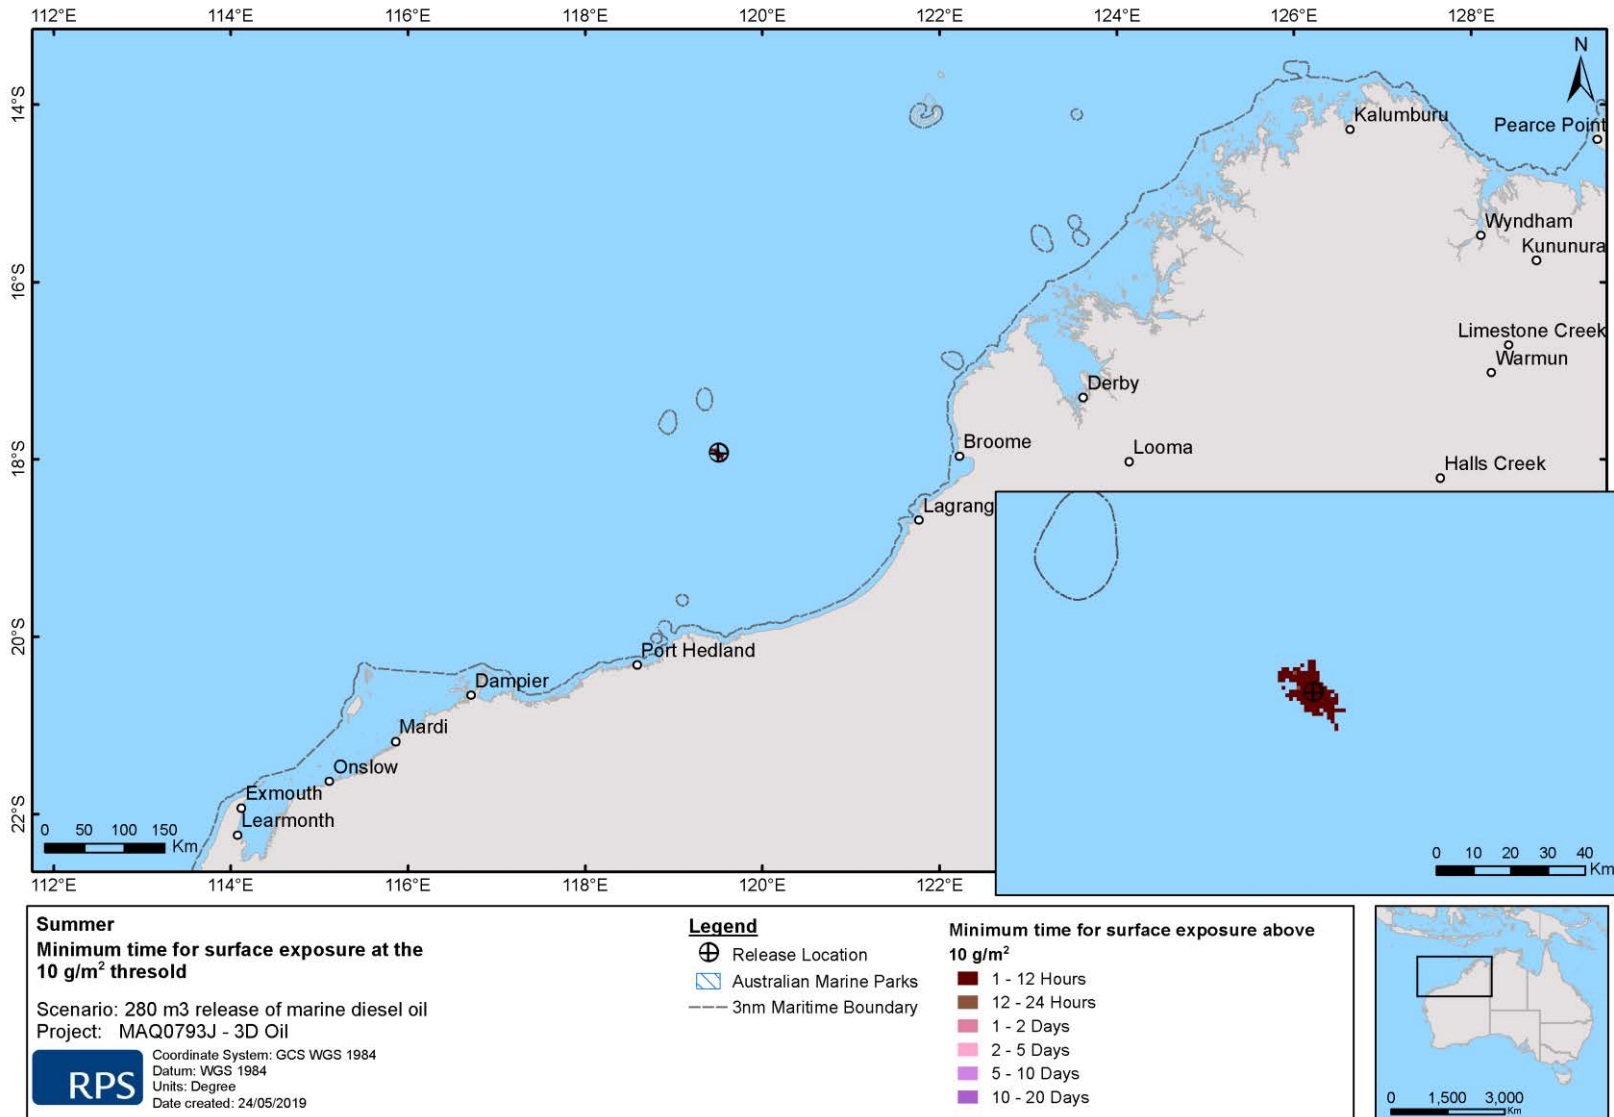 112°E 114°E 116°E 118°E 120°E 122°E 124°E 126°E 128°E
N
14°S
16°S
18°S
20°S
22°S
Kalumburu
Pearce Point
Wyndham
Kununura
Limestone Creek
Warmun
Derby
Broome
Looma
Halls Creek
Lagrang
Port Hedland
Dampier
Mardi
Onslow
Exmouth
Learmonth
0 50 100 150
Km
0 10 20 30 40
Km
112°E 114°E 116°E 118°E 120°E 122°E
Summer
Minimum time for surface exposure at the
10 g/m² thresold
Scenario: 280 m3 release of marine diesel oil
Project: MAQ0793J - 3D Oil
RPS
Coordinate System: GCS WGS 1984
Datum: WGS 1984
Units: Degree
Date created: 24/05/2019
Legend
Release Location
Australian Marine Parks
3nm Maritime Boundary
Minimum time for surface exposure above
10 g/m²
1 - 12 Hours
12 - 24 Hours
1 - 2 Days
2 - 5 Days
5 - 10 Days
10 - 20 Days
0 1,500 3,000
Km